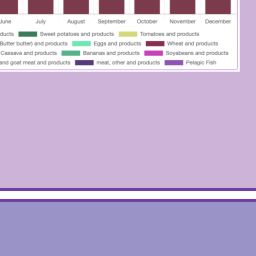 June July August September October November December
ducts Sweet potatoes and products Tomatoes and products
Butter butter) and products Eggs and products Wheat and products
Cassava and products Bananas and products Soyabeans and products
and goat meat and products meat, other and products Pelagic Fish